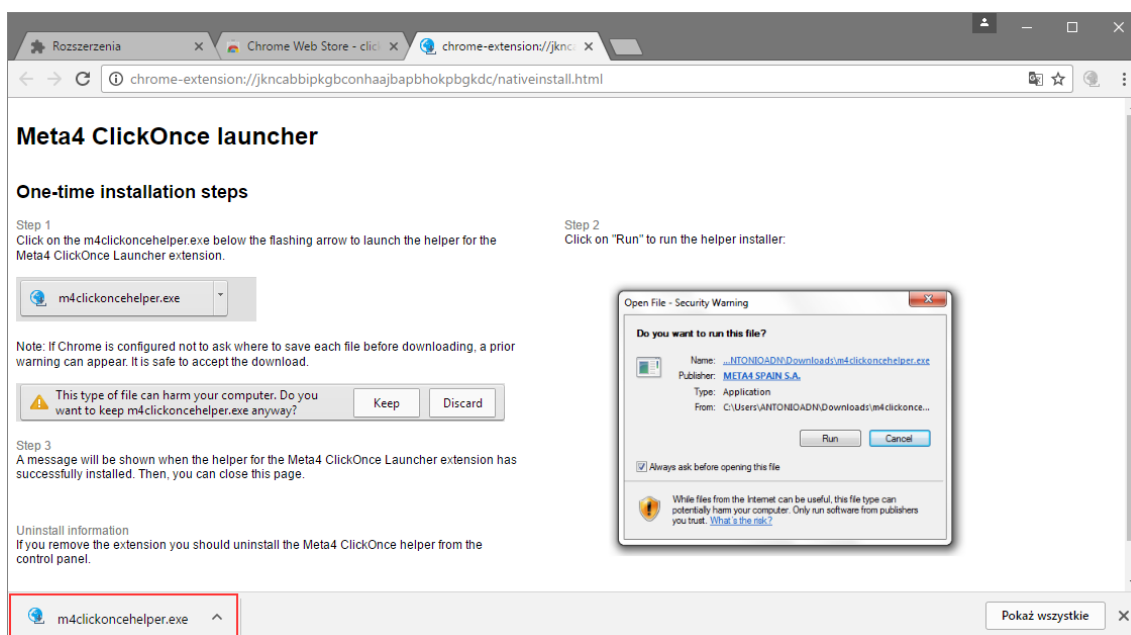 Rozszerzenia
Chrome Web Store - click
chrome-extension://jknca
chrome-extension://jkncabbipkgbconhaajbapbhokpbgkdc/nativeinstall.html
Meta4 ClickOnce launcher
One-time installation steps
Step 1
Click on the m4clickoncehelper.exe below the flashing arrow to launch the helper for the
Meta4 ClickOnce Launcher extension.
m4clickoncehelper.exe
Note: If Chrome is configured not to ask where to save each file before downloading, a prior
warning can appear. It is safe to accept the download.
This type of file can harm your computer. Do you
want to keep m4clickoncehelper.exe anyway?
Keep
Discard
Step 3
A message will be shown when the helper for the Meta4 ClickOnce Launcher extension has
successfully installed. Then, you can close this page.
Uninstall information
If you remove the extension you should uninstall the Meta4 ClickOnce helper from the
control panel.
Step 2
Click on "Run" to run the helper installer:
Open File - Security Warning
Do you want to run this file?
Name: ...NTONIOADN\Downloads\m4clickoncehelper.exe
Publisher: META4 SPAIN S.A.
Type: Application
From: C:\Users\ANTONIOADN\Downloads\m4clickonce...
Run
Cancel
Always ask before opening this file
While files from the Internet can be useful, this file type can
potentially harm your computer. Only run software from publishers
you trust. What's the risk?
m4clickoncehelper.exe
Pokaż wszystkie